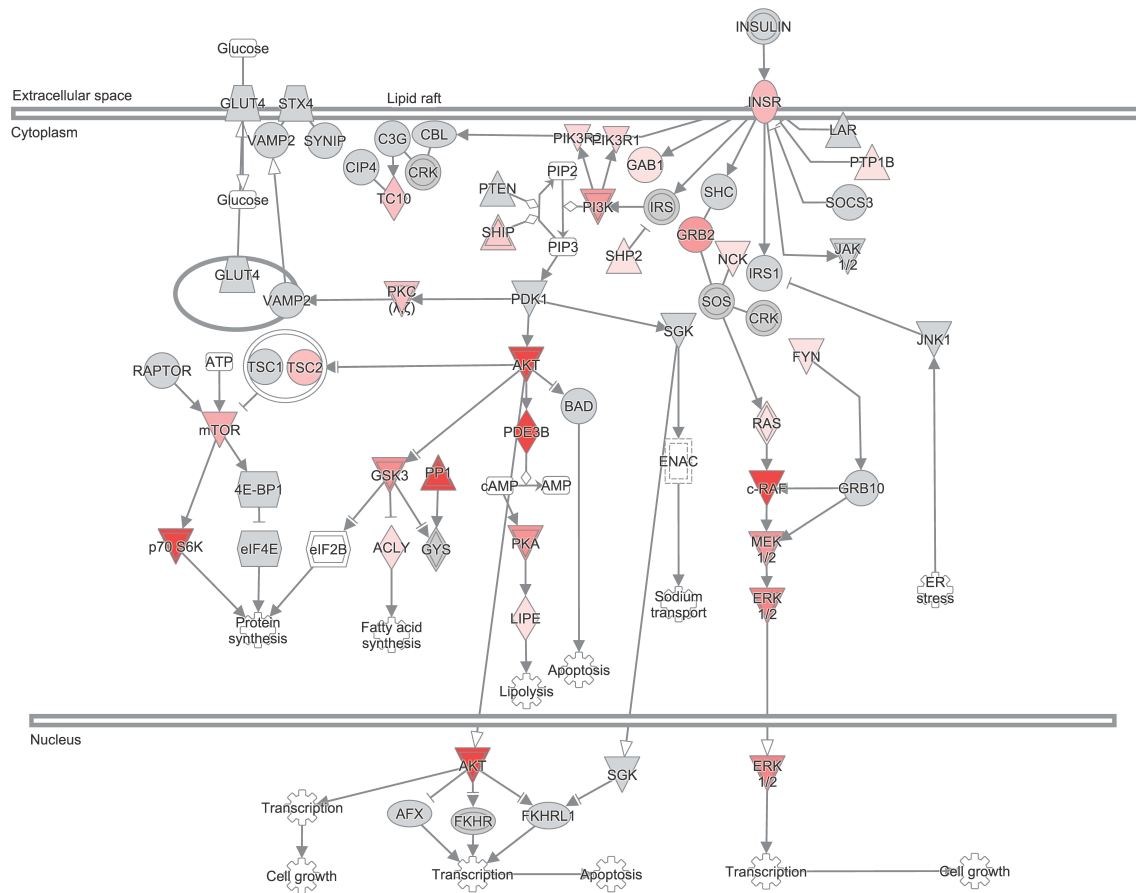 INSULIN
Glucose
Extracellular space
Lipid raft
GLUT4
STX4
INSR
Cytoplasm
VAMP2
SYNIP
C3G
CBL
PIK3R2
PIK3R1
LAR
CIP4
CRK
GAB1
PTP1B
PIP2
PTEN
SHC
Glucose
TC10
PI3K
IRS
SOCS3
SHIP
GRB2
PIP3
SHP2
NCK
JAK
1/2
GLUT4
IRS1
VAMP2
PKC
(λ,ζ)
PDK1
SOS
CRK
SGK
JNK1
RAPTOR
ATP
TSC1
TSC2
AKT
FYN
BAD
mTOR
PDE3B
RAS
ENAC
4E-BP1
GSK3
PP1
cAMP
AMP
c-RAF
GRB10
p70 S6K
eIF4E
eIF2B
ACLY
GYS
PKA
MEK
1/2
ER
stress
Protein
synthesis
Fatty acid
synthesis
LIPE
Sodium
transport
ERK
1/2
Apoptosis
Lipolysis
Nucleus
AKT
SGK
ERK
1/2
Transcription
AFX
FKHR
FKHRL1
Cell growth
Transcription
Apoptosis
Transcription
Cell growth